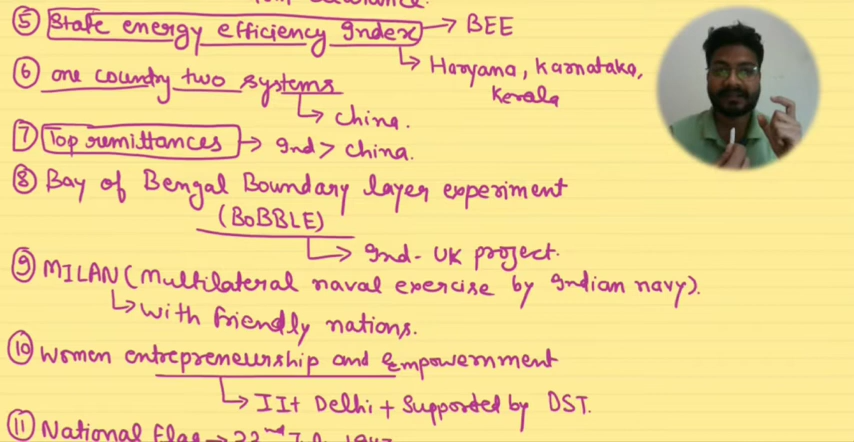 ⑤ State energy efficiency Index → BEE
↳ Haryana, Karnataka,
Kerala
⑥ one country two systems
↳ China.
⑦ Top remittances → Ind > China.
⑧ Bay of Bengal Boundary layer experiment
(BoBBLE)
↳ Ind- UK project.
⑨ MILAN (Multilateral naval exercise by Indian navy).
↳ with friendly nations.
⑩ Women entrepreneurship and Empowernment
↳ IIt Delhi + Supported by DST.
⑪ National Flag → 22nd